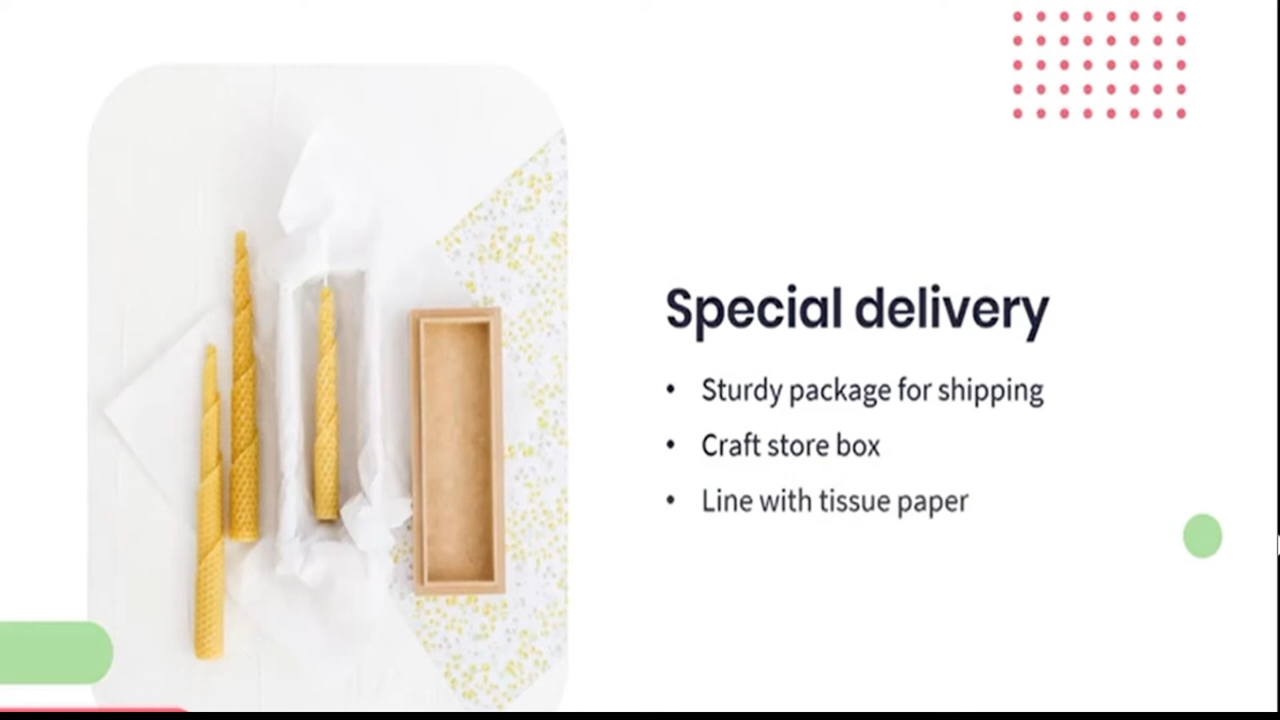 Special delivery
• Sturdy package for shipping
• Craft store box
• Line with tissue paper